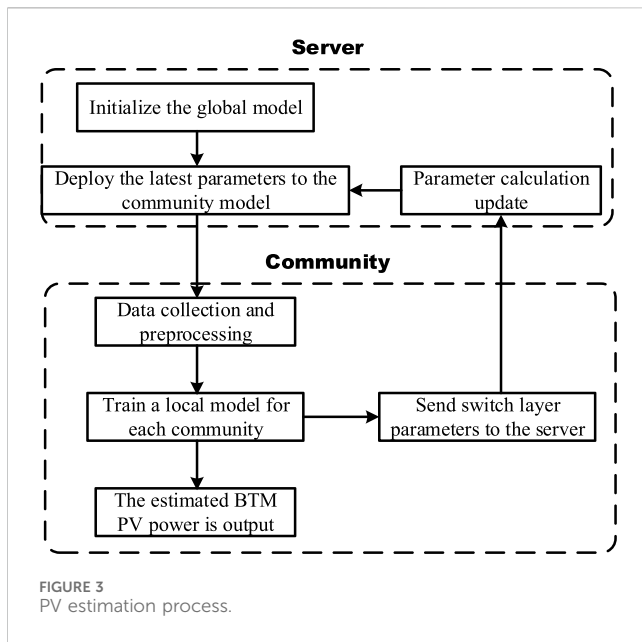 Server
Initialize the global model
Deploy the latest parameters to the
community model
Parameter calculation
update
Community
Data collection and
preprocessing
Train a local model for
each community
Send switch layer
parameters to the server
The estimated BTM
PV power is output
FIGURE 3
PV estimation process.